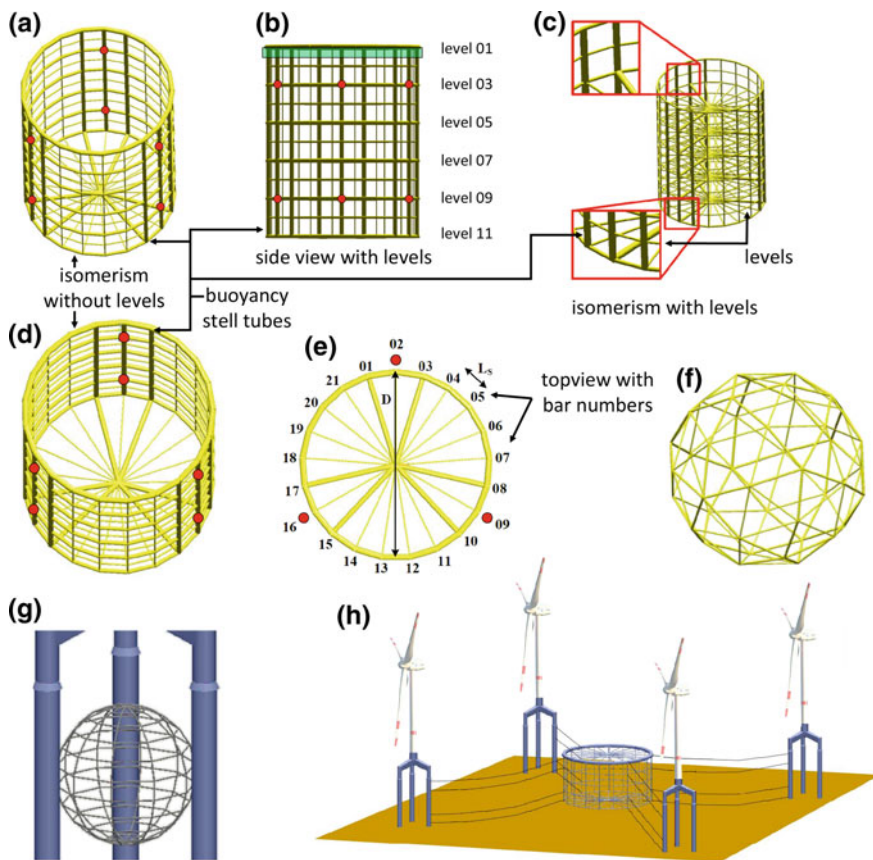 (a)
(b)
level 01
level 03
level 05
level 07
level 09
level 11
side view with levels
(c)
levels
isomerism with levels
isomerism
without levels
buoyancy
stell tubes
(d)
(e)
02
01
03
04
Ls
05
21
20
19
18
17
16
15
14
13
12
11
10
09
08
07
06
D
topview with
bar numbers
(f)
(g)
(h)